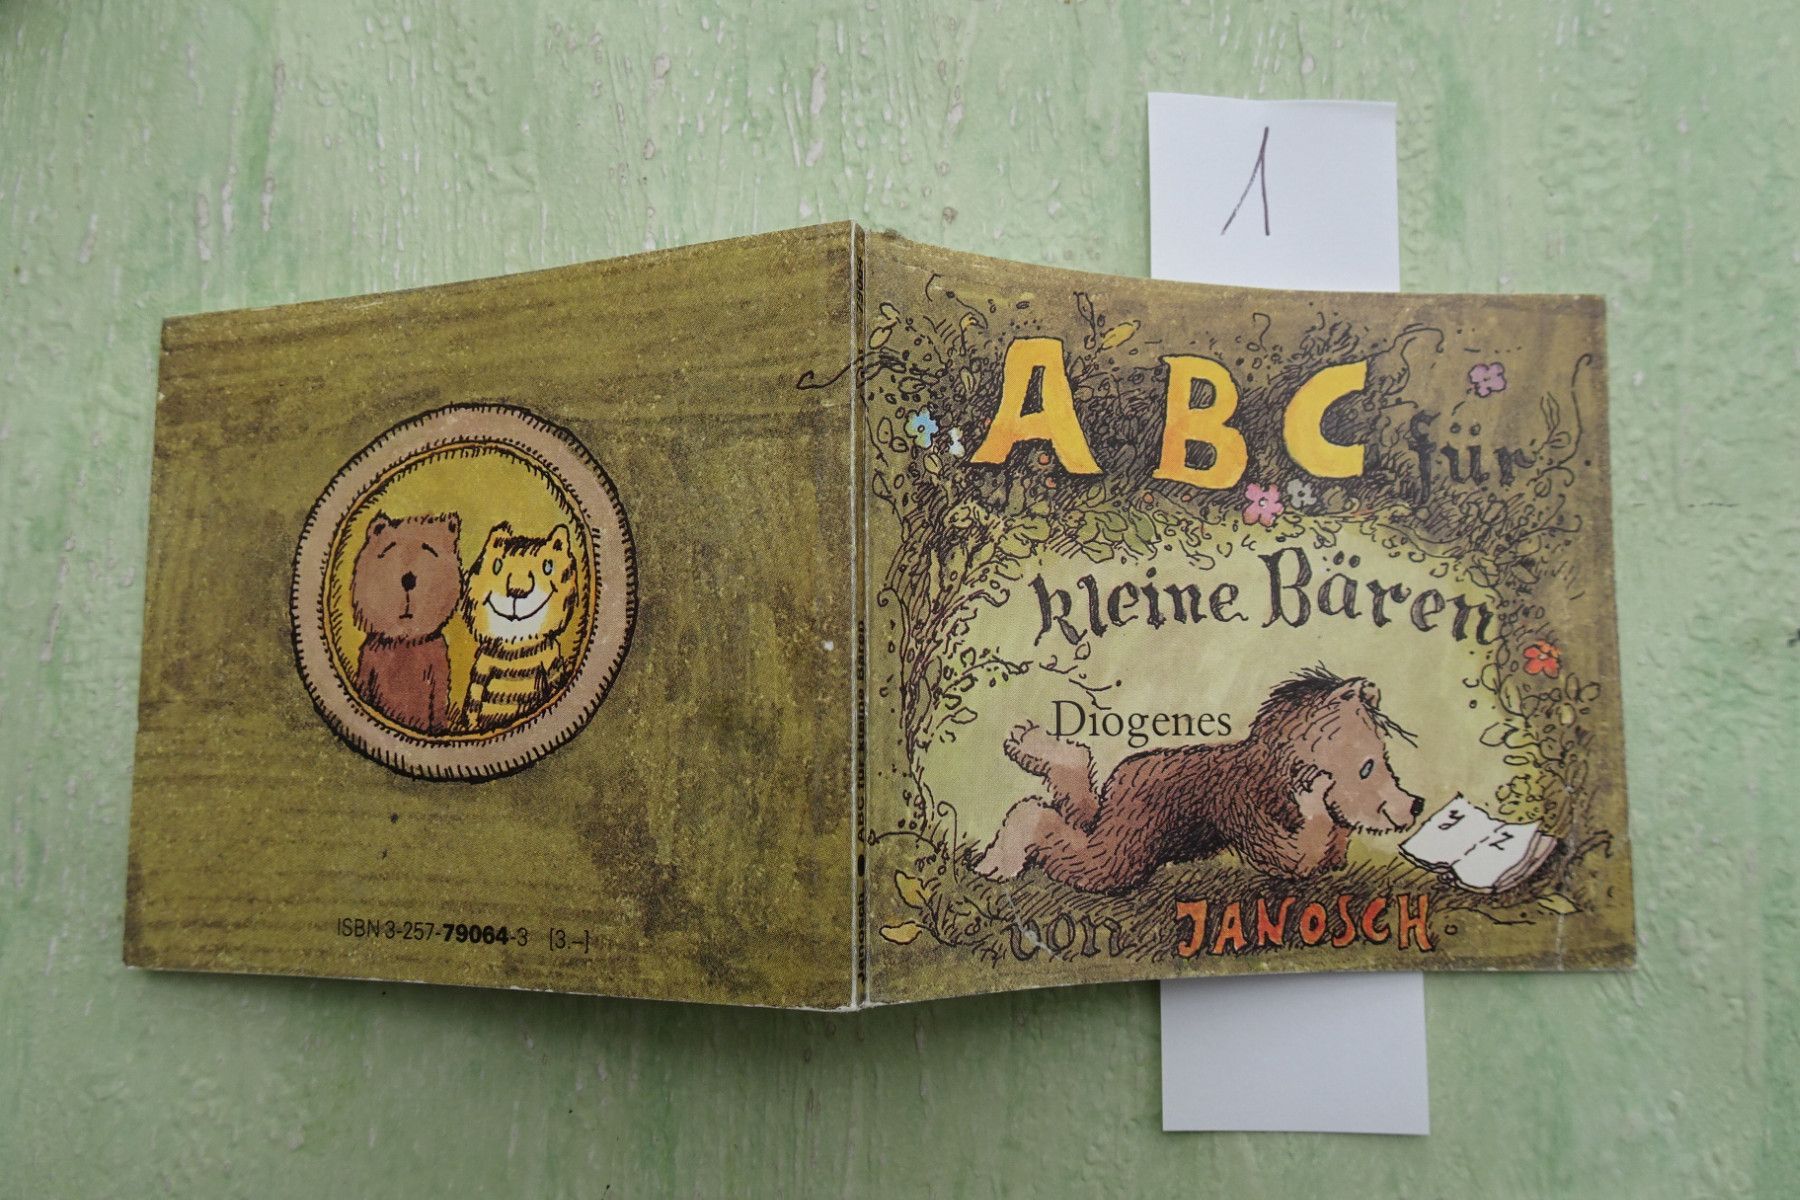 1
ABC für
kleine Bären
Diogenes
y z
von JANOSCH
Janosch ● ABC für kleine Bären
ISBN 3-257-79064-3 [3.–]